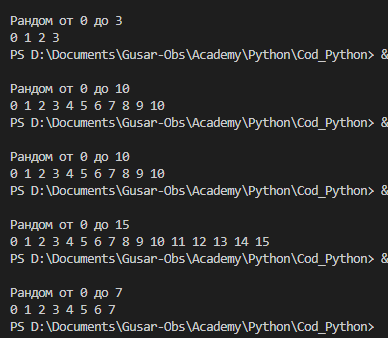 Рандом от 0 до 3
0 1 2 3
PS D:\Documents\Gusar-Obs\Academy\Python\Cod_Python> &
Рандом от 0 до 10
0 1 2 3 4 5 6 7 8 9 10
PS D:\Documents\Gusar-Obs\Academy\Python\Cod_Python> &
Рандом от 0 до 10
0 1 2 3 4 5 6 7 8 9 10
PS D:\Documents\Gusar-Obs\Academy\Python\Cod_Python> &
Рандом от 0 до 15
0 1 2 3 4 5 6 7 8 9 10 11 12 13 14 15
PS D:\Documents\Gusar-Obs\Academy\Python\Cod_Python> &
Рандом от 0 до 7
0 1 2 3 4 5 6 7
PS D:\Documents\Gusar-Obs\Academy\Python\Cod_Python>